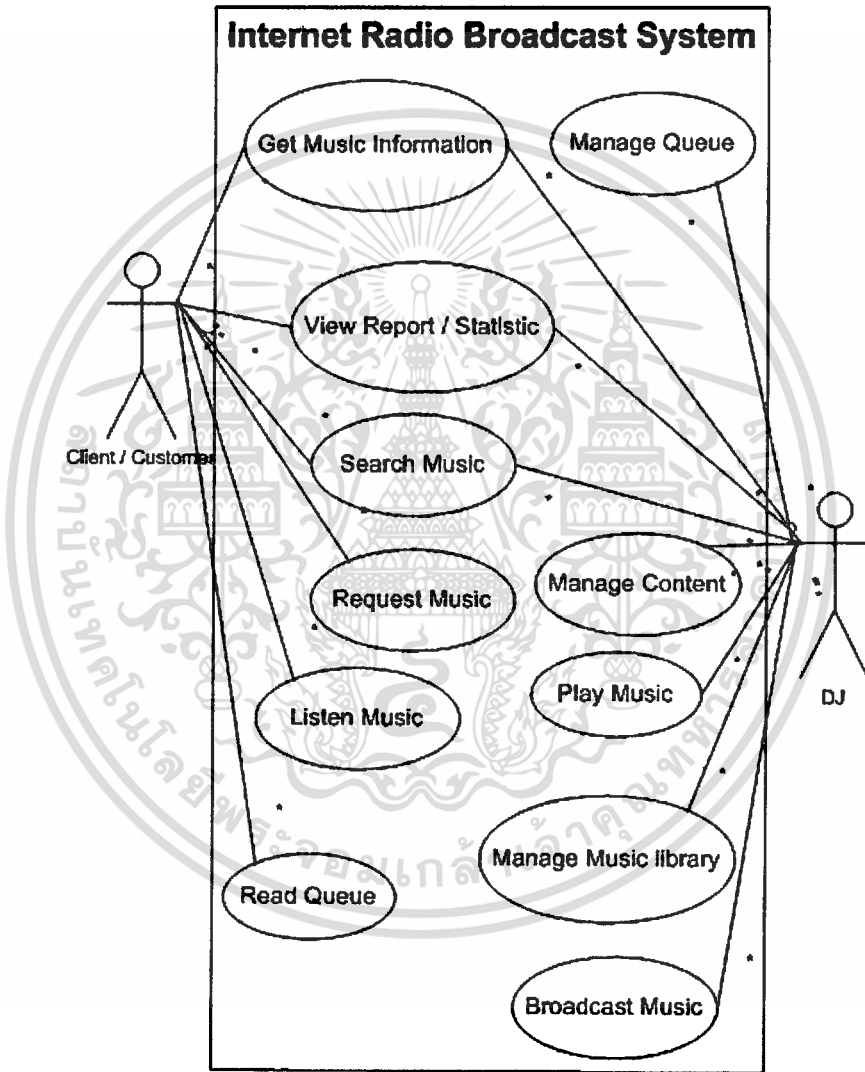 Internet Radio Broadcast System
Get Music Information
Manage Queue
View Report / Statistic
Client / Customer
Search Music
Manage Content
Request Music
Play Music
DJ
Listen Music
Manage Music library
Read Queue
Broadcast Music